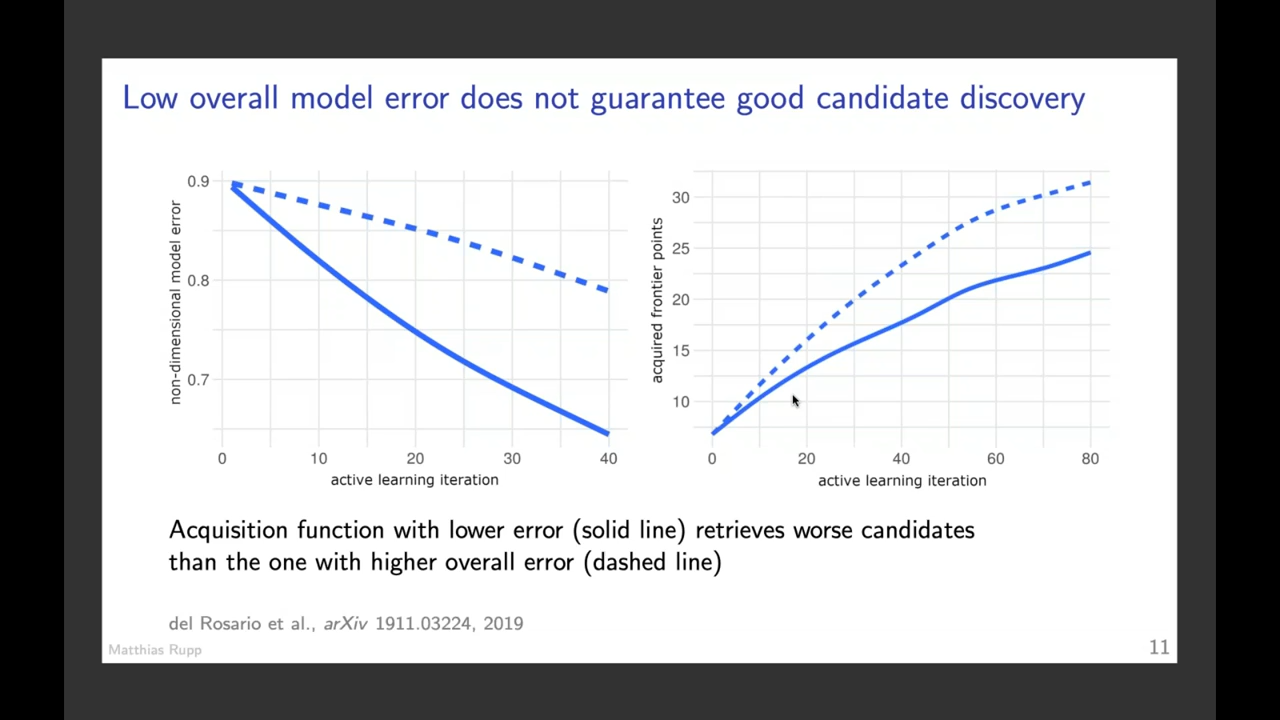 Low overall model error does not guarantee good candidate discovery
non-dimensional model error
0.9
0.8
0.7
0 10 20 30 40
active learning iteration
acquired frontier points
30
25
20
15
10
0 20 40 60 80
active learning iteration
Acquisition function with lower error (solid line) retrieves worse candidates
than the one with higher overall error (dashed line)
del Rosario et al., arXiv 1911.03224, 2019
Matthias Rupp
11